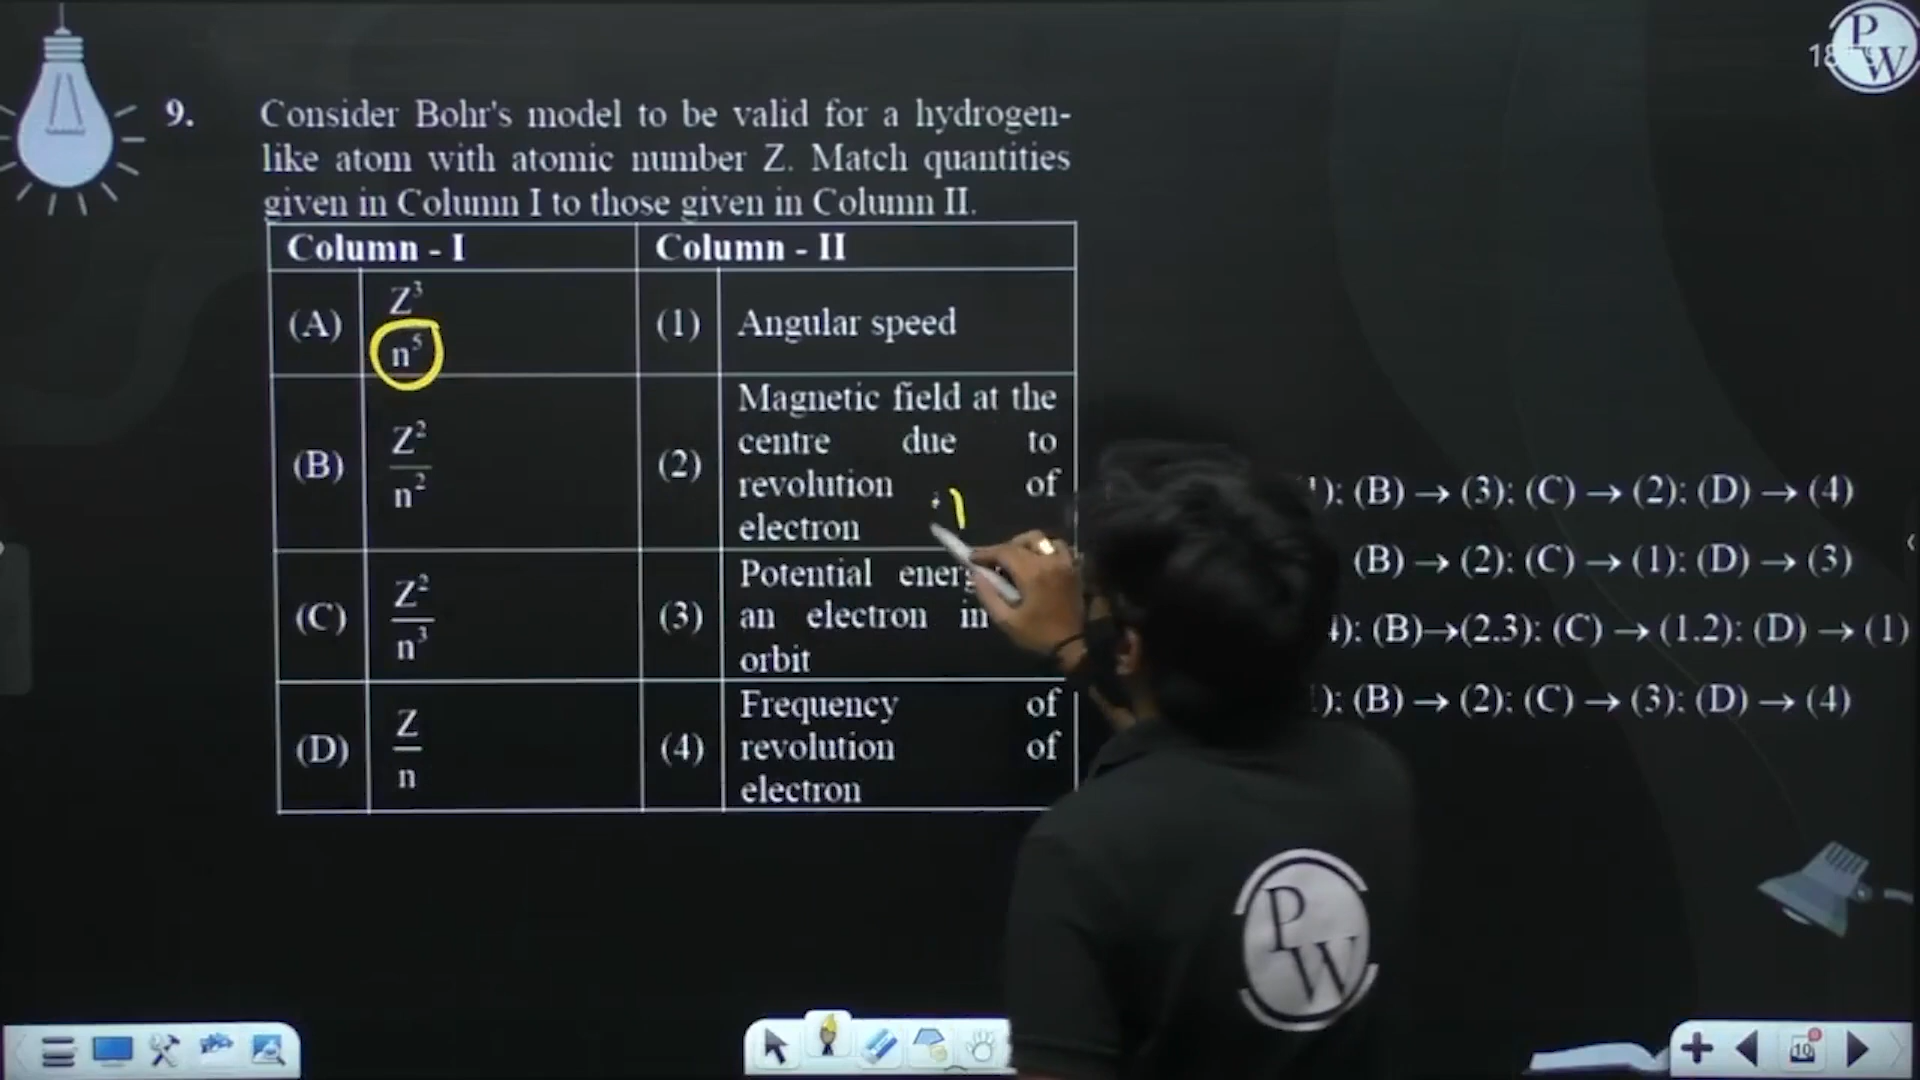 P
W
9. Consider Bohr's model to be valid for a hydrogen-
like atom with atomic number Z. Match quantities
given in Column I to those given in Column II.
Column - I Column - II
(A) Z³ n⁵ (1) Angular speed
(B) Z² n² (2) Magnetic field at the
centre due to
revolution of
electron
(C) Z² n³ (3) Potential energy
an electron in
orbit
(D) Z n (4) Frequency of
revolution of
electron
): (B) → (3): (C) → (2): (D) → (4)
(B) → (2): (C) → (1): (D) → (3)
): (B)→(2.3): (C) → (1.2): (D) → (1)
): (B) → (2): (C) → (3): (D) → (4)
P
W
10